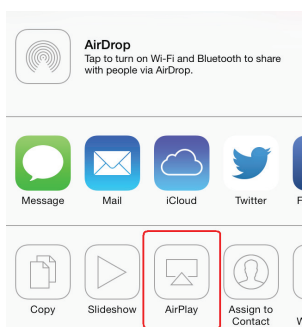 AirDrop
Tap to turn on Wi-Fi and Bluetooth to share
with people via AirDrop.
Message Mail iCloud Twitter F
Copy Slideshow AirPlay Assign to
Contact W